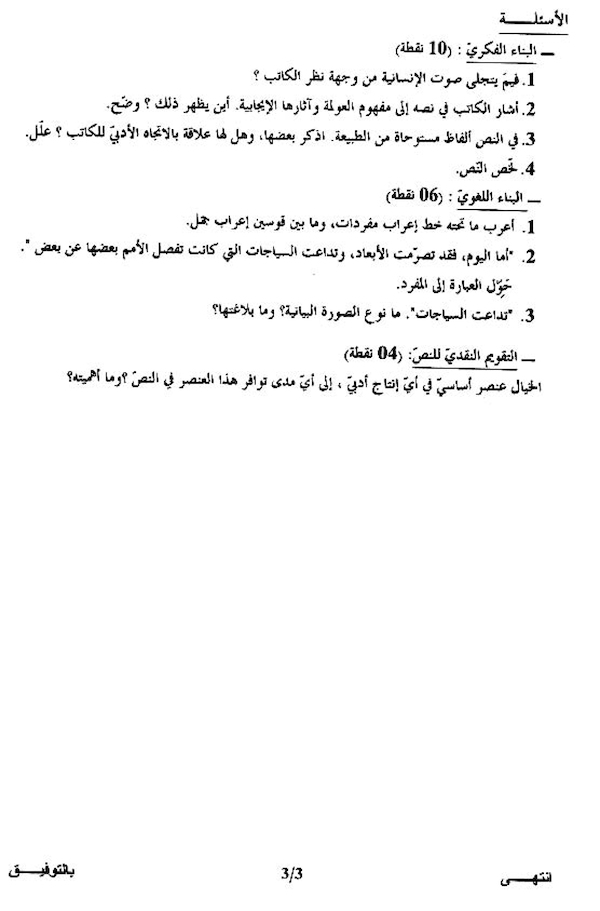 الأسئلـــة
ــ البناء الفكريّ : (10 نقطة)
1. فيمَ يتجلى صوت الإنسانية من وجهة نظر الكاتب ؟
2. أشار الكاتب في نصه إلى مفهوم العولمة وآثارها الإيجابية. أين يظهر ذلك ؟ وضّح.
3. في النص ألفاظ مستوحاة من الطبيعة. اذكر بعضها، وهل لها علاقة بالاتجاه الأدبيّ للكاتب ؟ علّل.
4. لخّص النّص.
ــ البناء اللغويّ : (06 نقطة)
1. أعرب ما تحته خط إعراب مفردات، وما بين قوسين إعراب جمل.
2. "أما اليوم، فقد تصرّمت الأبعاد، وتداعت السياجات التي كانت تفصل الأمم بعضها عن بعض ".
حَوِّل العبارة إلى المفرد.
3. "تداعت السياجات". ما نوع الصورة البيانية؟ وما بلاغتها؟
ــ التقويم النقديّ للنصّ: (04 نقطة)
الخيال عنصر أساسيّ في أيّ إنتاج أدبيّ ، إلى أيّ مدى توافر هذا العنصر في النصّ ؟وما أهميته؟
انتهـــى
3/3
بالتوفيـــق